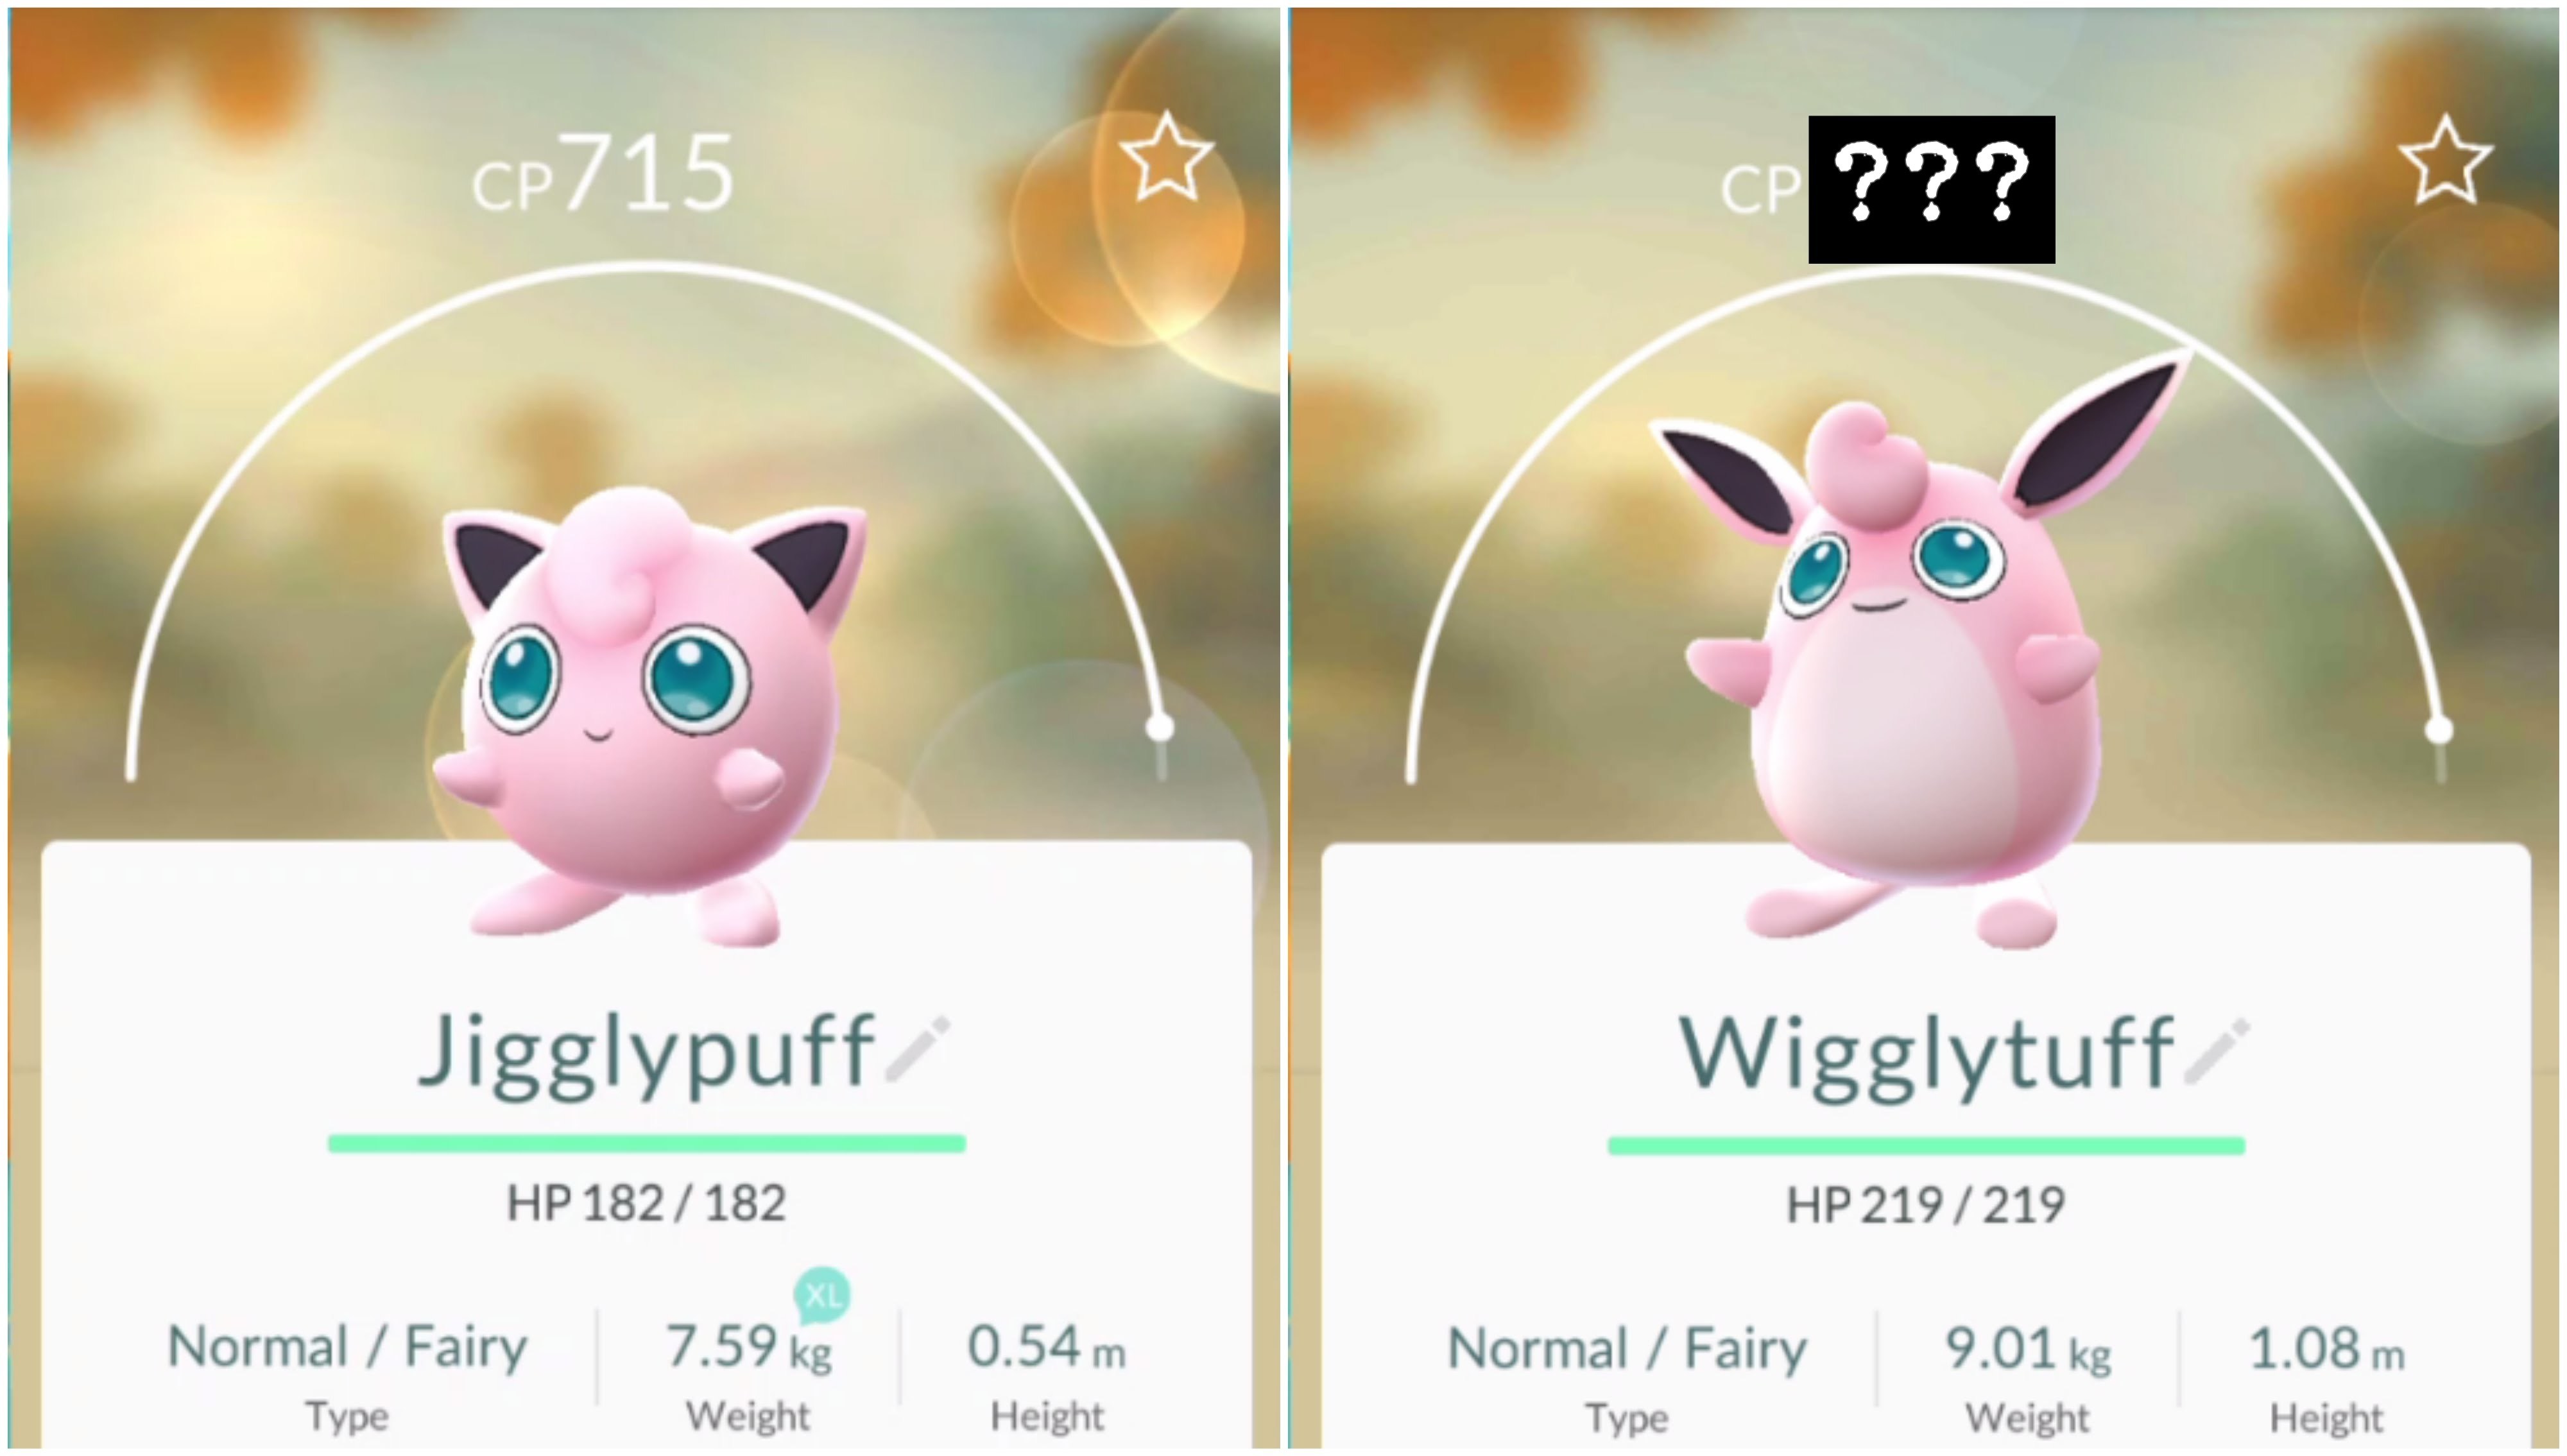 CP715
Jigglypuff
HP 182 / 182
XL
Normal / Fairy
7.59 kg
0.54 m
Type
Weight
Height
CP ???
Wigglytuff
HP 219 / 219
Normal / Fairy
9.01 kg
1.08 m
Type
Weight
Height